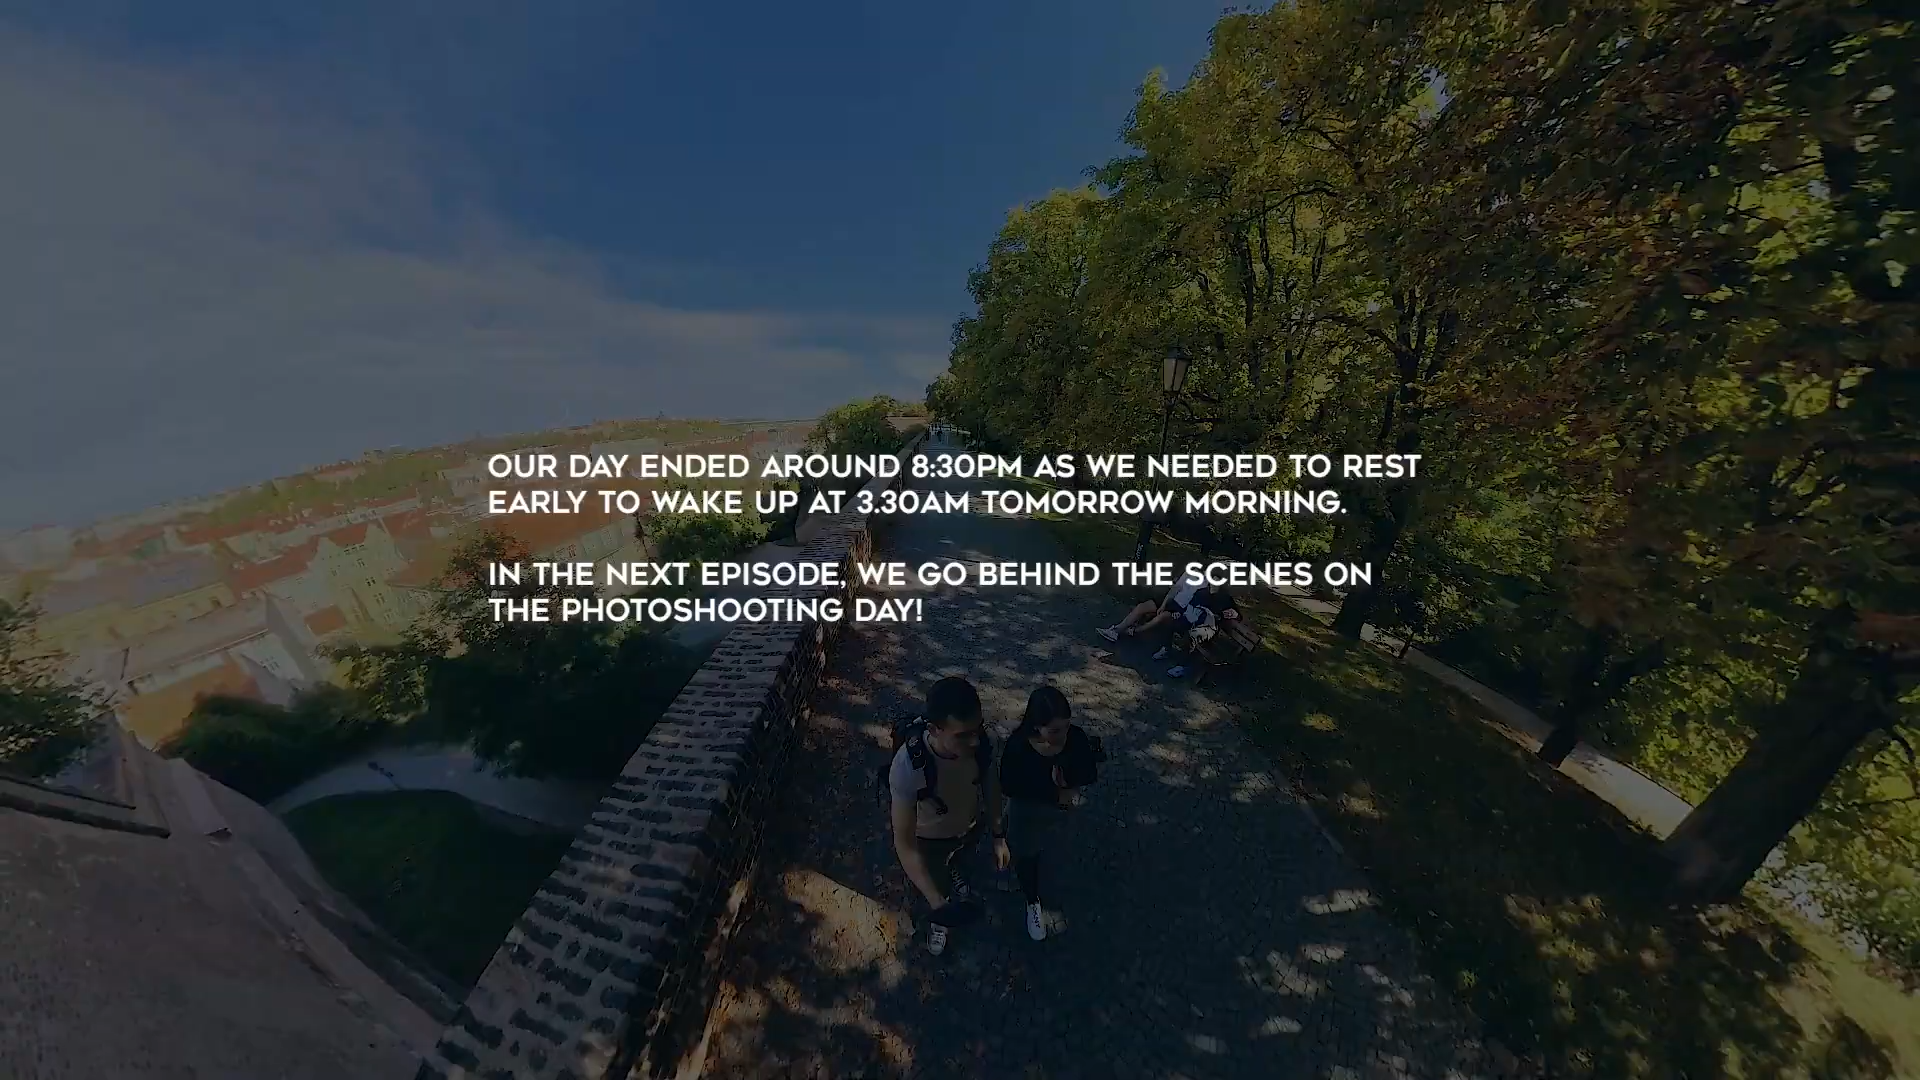 OUR DAY ENDED AROUND 8:30PM AS WE NEEDED TO REST
EARLY TO WAKE UP AT 3.30AM TOMORROW MORNING.
IN THE NEXT EPISODE, WE GO BEHIND THE SCENES ON
THE PHOTOSHOOTING DAY!